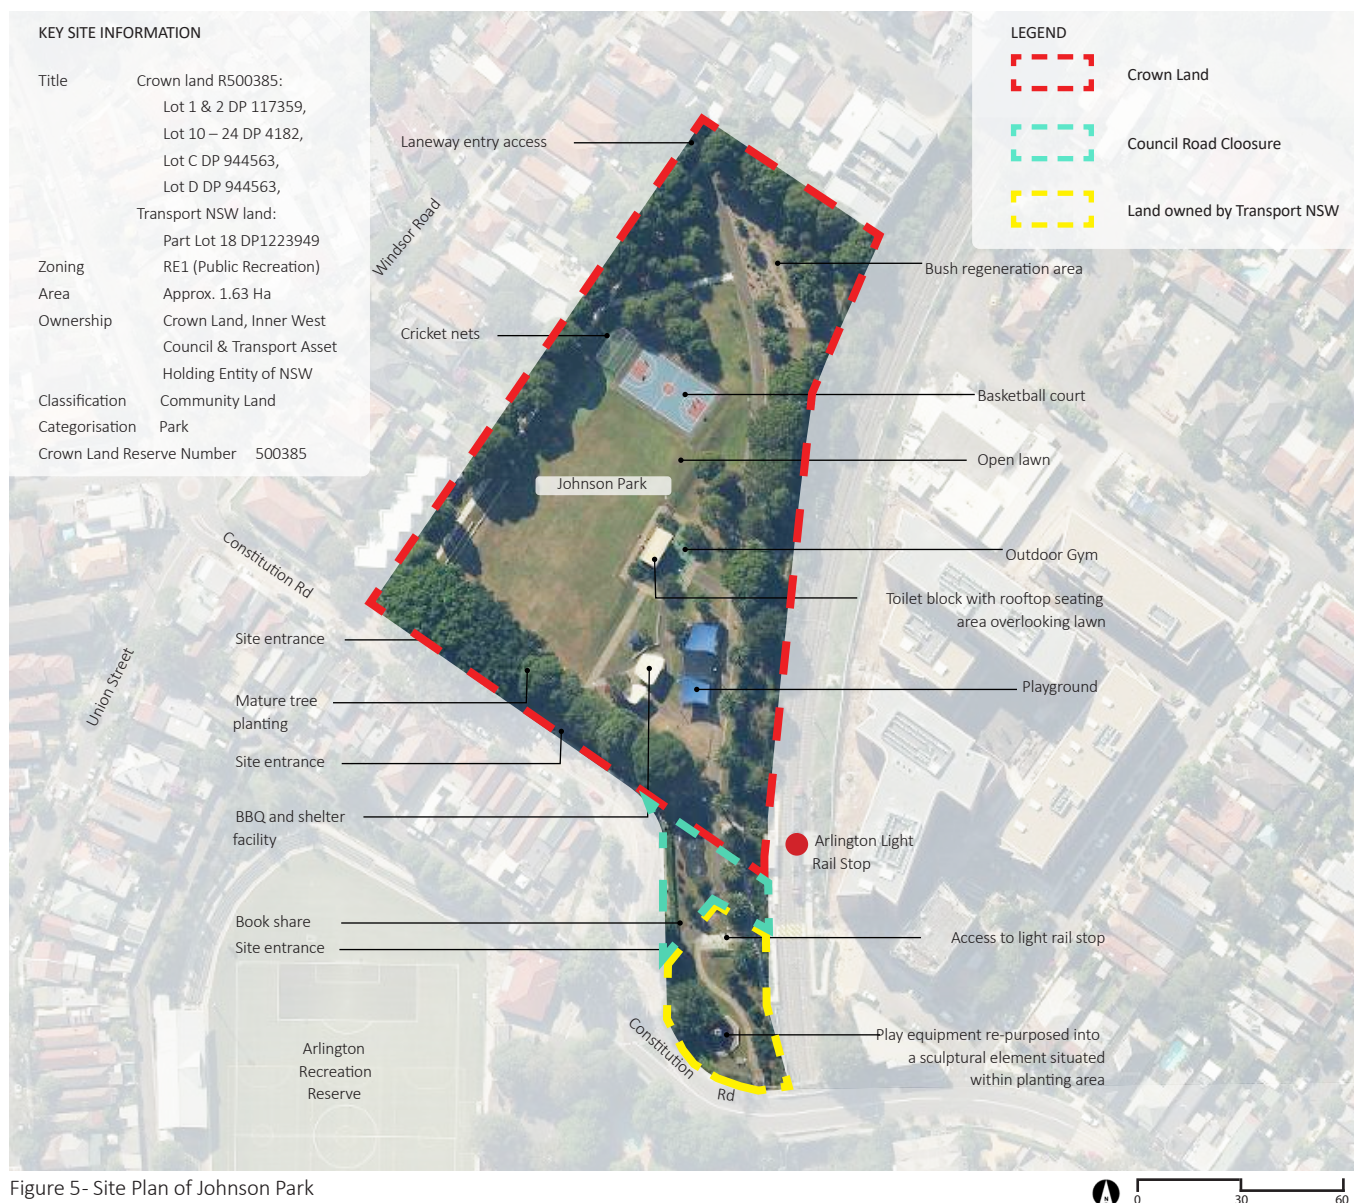 KEY SITE INFORMATION
Title Crown land R500385:
Lot 1 & 2 DP 117359,
Lot 10 – 24 DP 4182,
Lot C DP 944563,
Lot D DP 944563,
Transport NSW land:
Part Lot 18 DP1223949
Zoning RE1 (Public Recreation)
Area Approx. 1.63 Ha
Ownership Crown Land, Inner West
Council & Transport Asset
Holding Entity of NSW
Classification Community Land
Categorisation Park
Crown Land Reserve Number 500385
LEGEND
Crown Land
Council Road Cloosure
Land owned by Transport NSW
Laneway entry access
Windsor Road
Bush regeneration area
Cricket nets
Basketball court
Open lawn
Johnson Park
Constitution Rd
Outdoor Gym
Toilet block with rooftop seating
area overlooking lawn
Site entrance
Union Street
Mature tree
planting
Playground
Site entrance
BBQ and shelter
facility
Arlington Light
Rail Stop
Book share
Site entrance
Access to light rail stop
Constitution
Rd
Play equipment re-purposed into
a sculptural element situated
within planting area
Arlington
Recreation
Reserve
Figure 5- Site Plan of Johnson Park
0 30 60